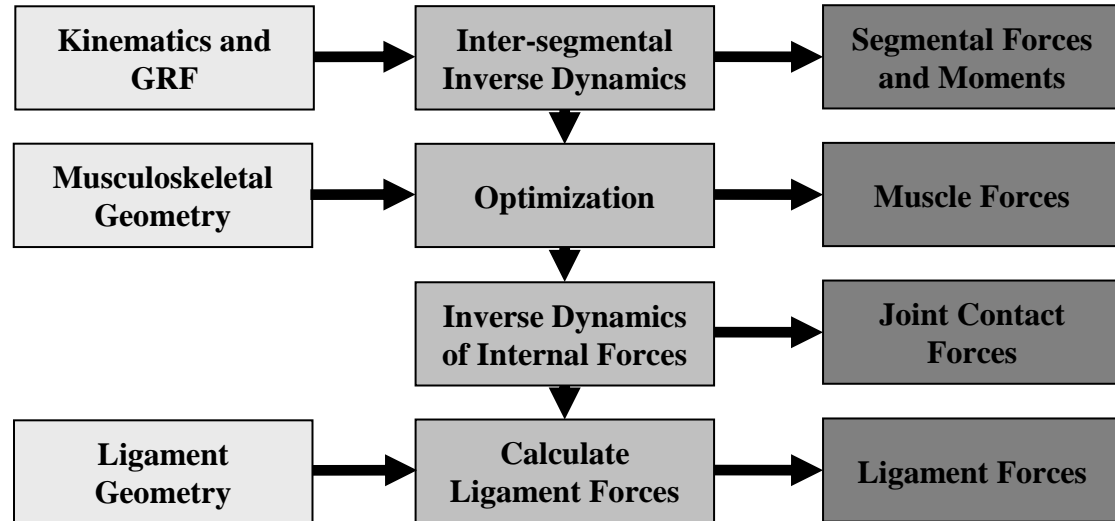 Kinematics and
GRF
Inter-segmental
Inverse Dynamics
Segmental Forces
and Moments
Musculoskeletal
Geometry
Optimization
Muscle Forces
Inverse Dynamics
of Internal Forces
Joint Contact
Forces
Ligament
Geometry
Calculate
Ligament Forces
Ligament Forces